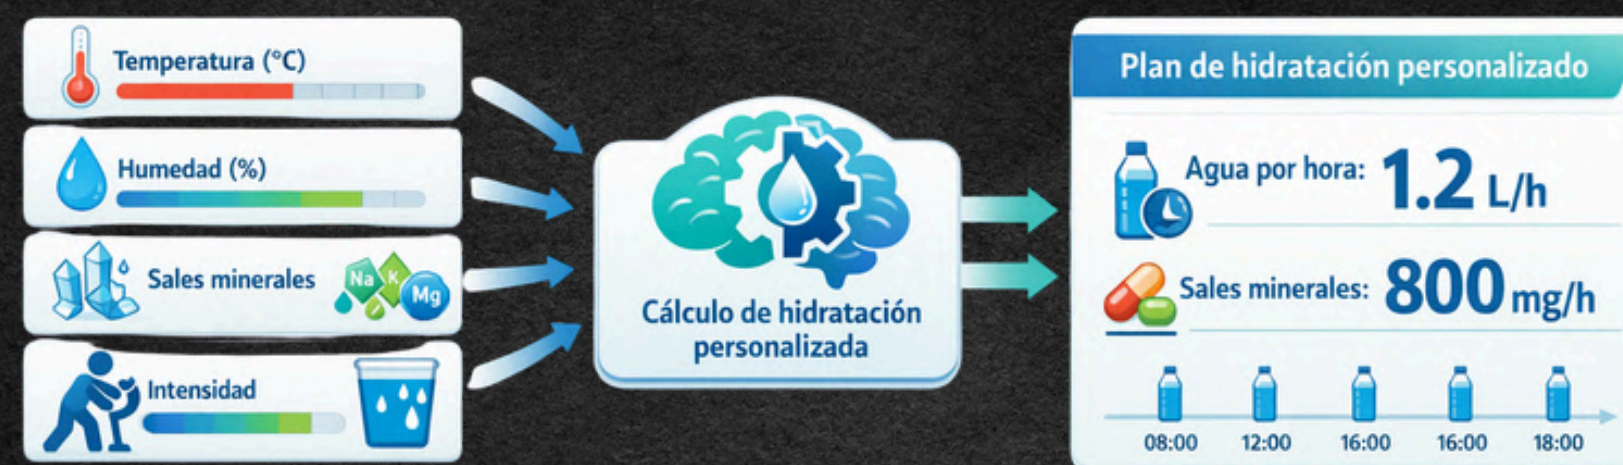 Temperatura (°C)
Humedad (%)
Sales minerales
Na
K
Mg
Intensidad
Cálculo de hidratación
personalizada
Plan de hidratación personalizado
Agua por hora: 1.2 L/h
Sales minerales: 800 mg/h
08:00 12:00 16:00 16:00 18:00